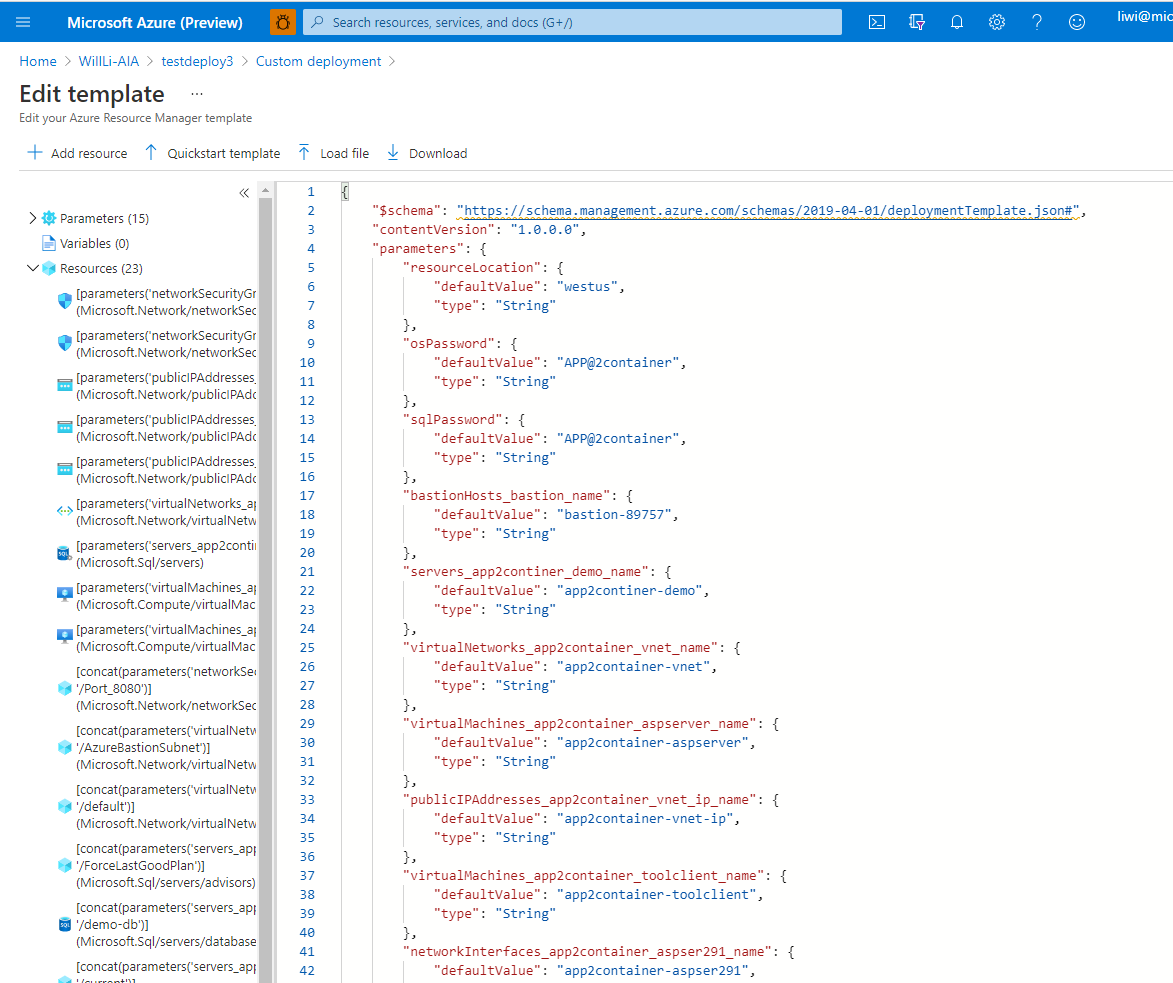 Microsoft Azure (Preview)
Search resources, services, and docs (G+/)
liwi@mic
Home > WillLi-AIA > testdeploy3 > Custom deployment >
Edit template ...
Edit your Azure Resource Manager template
Add resource
Quickstart template
Load file
Download
Parameters (15)
Variables (0)
Resources (23)
[parameters('networkSecurityGr
(Microsoft.Network/networkSec
[parameters('networkSecurityGr
(Microsoft.Network/networkSec
[parameters('publicIPAddresses_
(Microsoft.Network/publicIPAdd
[parameters('publicIPAddresses_
(Microsoft.Network/publicIPAdd
[parameters('publicIPAddresses_
(Microsoft.Network/publicIPAdd
[parameters('virtualNetworks_ap
(Microsoft.Network/virtualNetw
[parameters('servers_app2conti
(Microsoft.Sql/servers)
[parameters('virtualMachines_ap
(Microsoft.Compute/virtualMac
[parameters('virtualMachines_ap
(Microsoft.Compute/virtualMac
[concat(parameters('networkSec
'/Port_8080')]
(Microsoft.Network/networkSec
[concat(parameters('virtualNetw
'/AzureBastionSubnet')]
(Microsoft.Network/virtualNetw
[concat(parameters('virtualNetw
'/default')]
(Microsoft.Network/virtualNetw
[concat(parameters('servers_app
'/ForceLastGoodPlan')]
(Microsoft.Sql/servers/advisors)
[concat(parameters('servers_app
'/demo-db')]
(Microsoft.Sql/servers/database
[concat(parameters('servers_app
'/current')]
1 {
2 "$schema": "https://schema.management.azure.com/schemas/2019-04-01/deploymentTemplate.json#",
3 "contentVersion": "1.0.0.0",
4 "parameters": {
5 "resourceLocation": {
6 "defaultValue": "westus",
7 "type": "String"
8 },
9 "osPassword": {
10 "defaultValue": "APP@2container",
11 "type": "String"
12 },
13 "sqlPassword": {
14 "defaultValue": "APP@2container",
15 "type": "String"
16 },
17 "bastionHosts_bastion_name": {
18 "defaultValue": "bastion-89757",
19 "type": "String"
20 },
21 "servers_app2continer_demo_name": {
22 "defaultValue": "app2continer-demo",
23 "type": "String"
24 },
25 "virtualNetworks_app2container_vnet_name": {
26 "defaultValue": "app2container-vnet",
27 "type": "String"
28 },
29 "virtualMachines_app2container_aspserver_name": {
30 "defaultValue": "app2container-aspserver",
31 "type": "String"
32 },
33 "publicIPAddresses_app2container_vnet_ip_name": {
34 "defaultValue": "app2container-vnet-ip",
35 "type": "String"
36 },
37 "virtualMachines_app2container_toolclient_name": {
38 "defaultValue": "app2container-toolclient",
39 "type": "String"
40 },
41 "networkInterfaces_app2container_aspser291_name": {
42 "defaultValue": "app2container-aspser291",